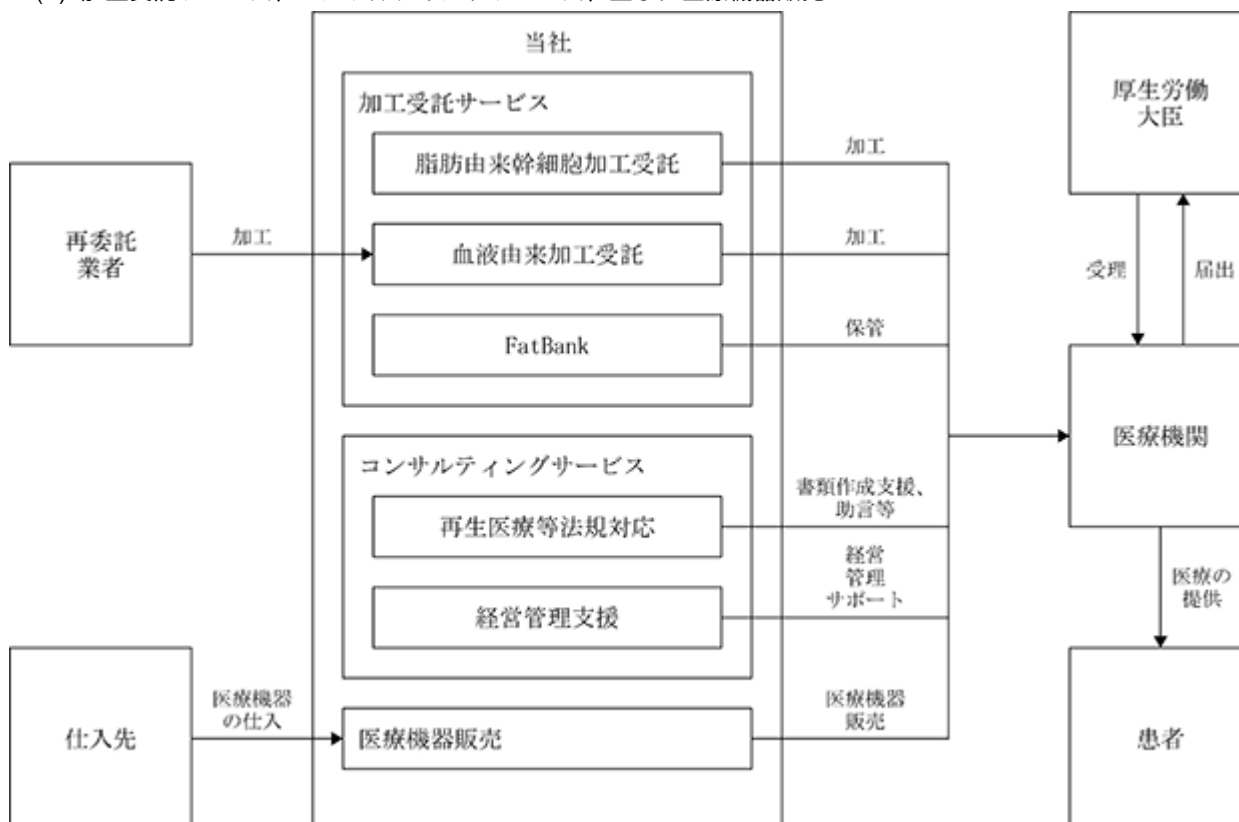 当社
加工受託サービス
脂肪由来幹細胞加工受託
血液由来加工受託
FatBank
コンサルティングサービス
再生医療等法規対応
経営管理支援
医療機器販売
再委託
業者
加工
仕入先
医療機器
の仕入
加工
加工
保管
書類作成支援、
助言等
経営
管理
サポート
医療機器
販売
厚生労働
大臣
受理
届出
医療機関
医療の
提供
患者